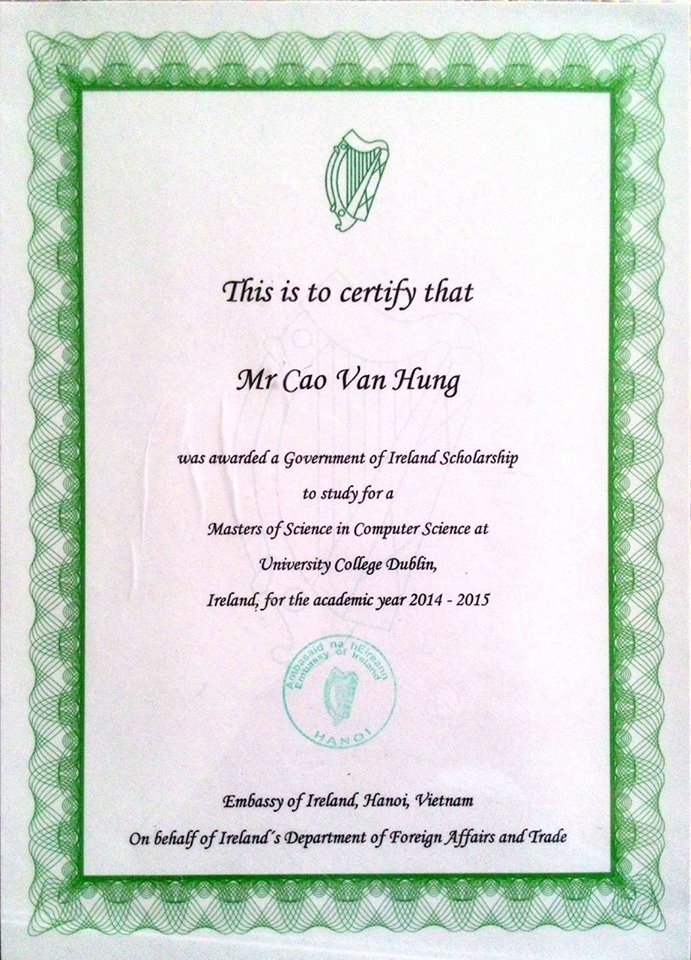 This is to certify that
Mr Cao Van Hung
was awarded a Government of Ireland Scholarship
to study for a
Masters of Science in Computer Science at
University College Dublin,
Ireland, for the academic year 2014 - 2015
Ambasáid na hÉireann
Embassy of Ireland
HANOI
Embassy of Ireland, Hanoi, Vietnam
On behalf of Ireland´s Department of Foreign Affairs and Trade